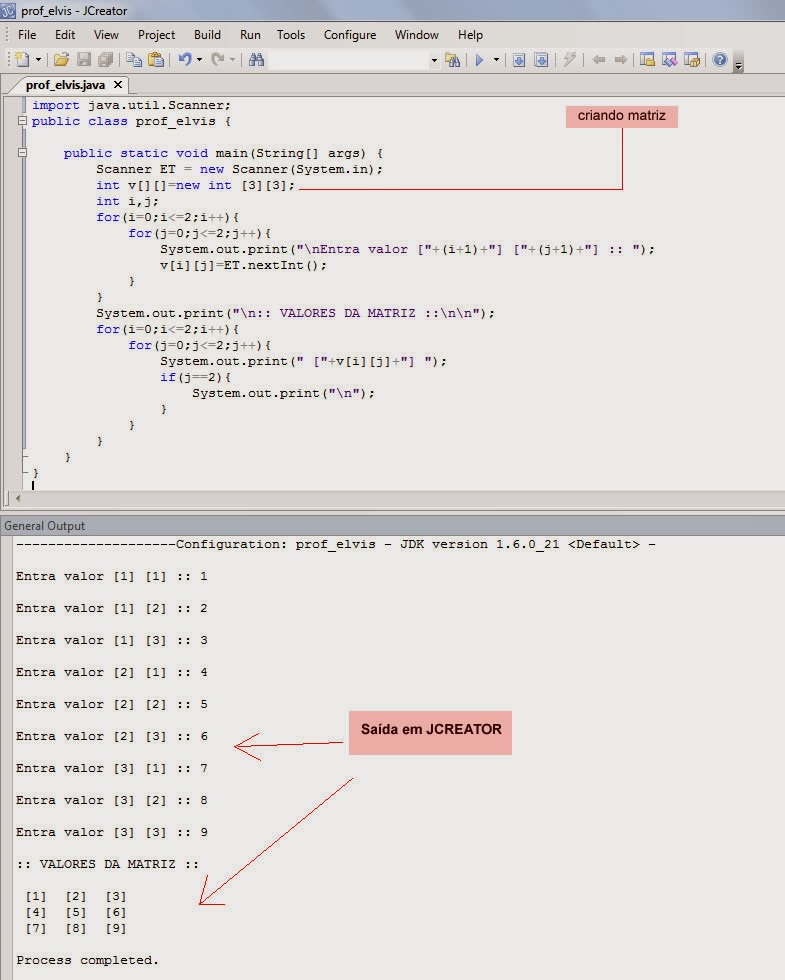 prof_elvis - JCreator
File Edit View Project Build Run Tools Configure Window Help
prof_elvis.java
import java.util.Scanner;
public class prof_elvis {
criando matriz
public static void main(String[] args) {
Scanner ET = new Scanner(System.in);
int v[][]=new int [3][3];
int i,j;
for(i=0;i<=2;i++){
for(j=0;j<=2;j++){
System.out.print("\nEntra valor ["+(i+1)+"] ["+(j+1)+"] :: ");
v[i][j]=ET.nextInt();
}
}
System.out.print("\n:: VALORES DA MATRIZ ::\n\n");
for(i=0;i<=2;i++){
for(j=0;j<=2;j++){
System.out.print(" ["+v[i][j]+"] ");
if(j==2){
System.out.print("\n");
}
}
}
}
}
General Output
--------------------Configuration: prof_elvis - JDK version 1.6.0_21 <Default> -
Entra valor [1] [1] :: 1
Entra valor [1] [2] :: 2
Entra valor [1] [3] :: 3
Entra valor [2] [1] :: 4
Entra valor [2] [2] :: 5
Saída em JCREATOR
Entra valor [2] [3] :: 6
Entra valor [3] [1] :: 7
Entra valor [3] [2] :: 8
Entra valor [3] [3] :: 9
:: VALORES DA MATRIZ ::
[1] [2] [3]
[4] [5] [6]
[7] [8] [9]
Process completed.